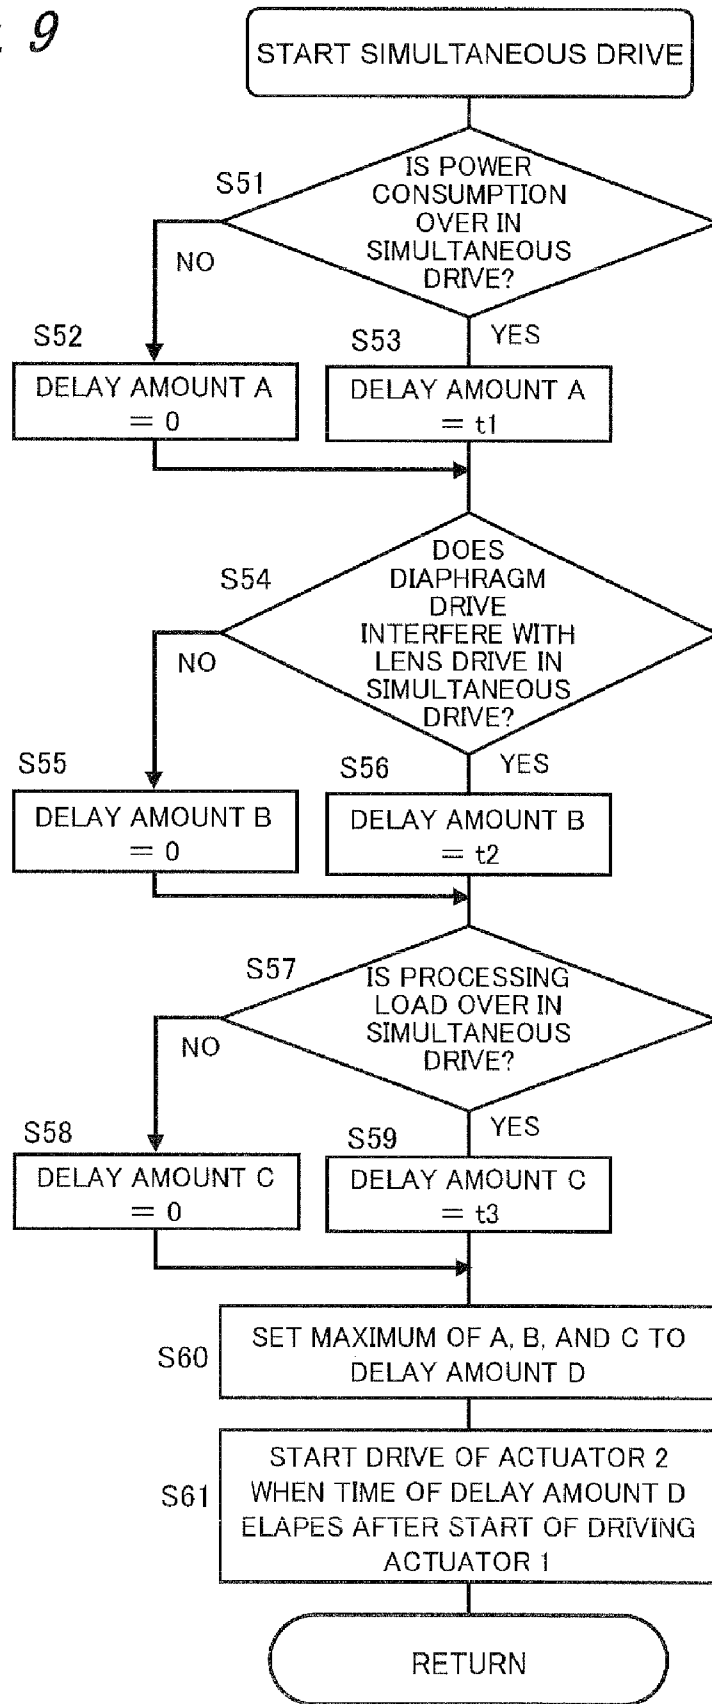 9
START SIMULTANEOUS DRIVE
S51
IS POWER
CONSUMPTION
OVER IN
SIMULTANEOUS
DRIVE?
NO
YES
S52
DELAY AMOUNT A
= 0
S53
DELAY AMOUNT A
= t1
S54
DOES
DIAPHRAGM
DRIVE
INTERFERE WITH
LENS DRIVE IN
SIMULTANEOUS
DRIVE?
NO
YES
S55
DELAY AMOUNT B
= 0
S56
DELAY AMOUNT B
= t2
S57
IS PROCESSING
LOAD OVER IN
SIMULTANEOUS
DRIVE?
NO
YES
S58
DELAY AMOUNT C
= 0
S59
DELAY AMOUNT C
= t3
S60
SET MAXIMUM OF A, B, AND C TO
DELAY AMOUNT D
S61
START DRIVE OF ACTUATOR 2
WHEN TIME OF DELAY AMOUNT D
ELAPSES AFTER START OF DRIVING
ACTUATOR 1
RETURN